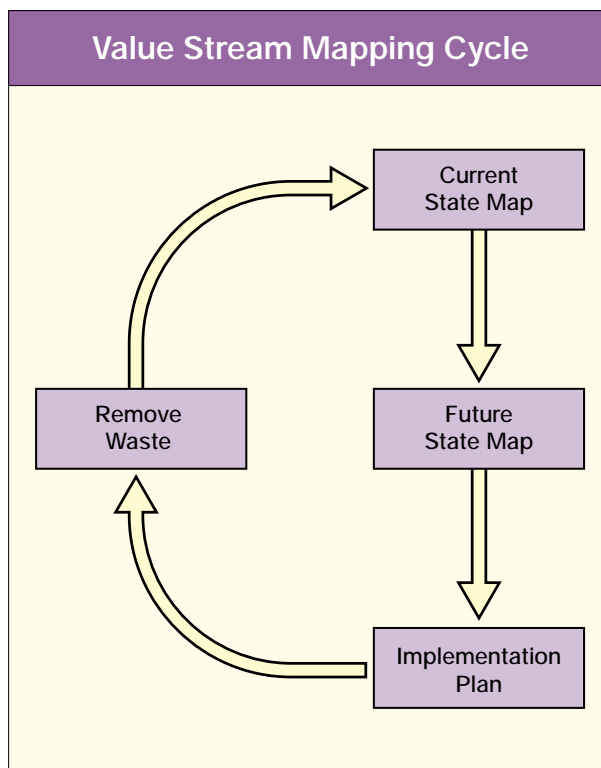 Value Stream Mapping Cycle
Current
State Map
Remove
Waste
Future
State Map
Implementation
Plan